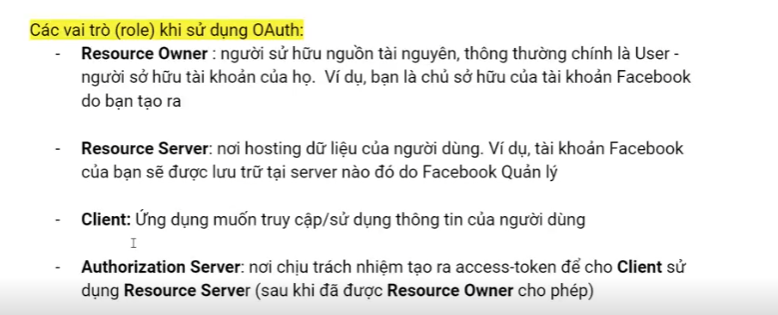 Các vai trò (role) khi sử dụng OAuth:
- Resource Owner : người sử hữu nguồn tài nguyên, thông thường chính là User -
người sở hữu tài khoản của họ. Ví dụ, bạn là chủ sở hữu của tài khoản Facebook
do bạn tạo ra
- Resource Server: nơi hosting dữ liệu của người dùng. Ví dụ, tài khoản Facebook
của bạn sẽ được lưu trữ tại server nào đó do Facebook Quản lý
- Client: Ứng dụng muốn truy cập/sử dụng thông tin của người dùng
- Authorization Server: nơi chịu trách nhiệm tạo ra access-token để cho Client sử
dụng Resource Server (sau khi đã được Resource Owner cho phép)